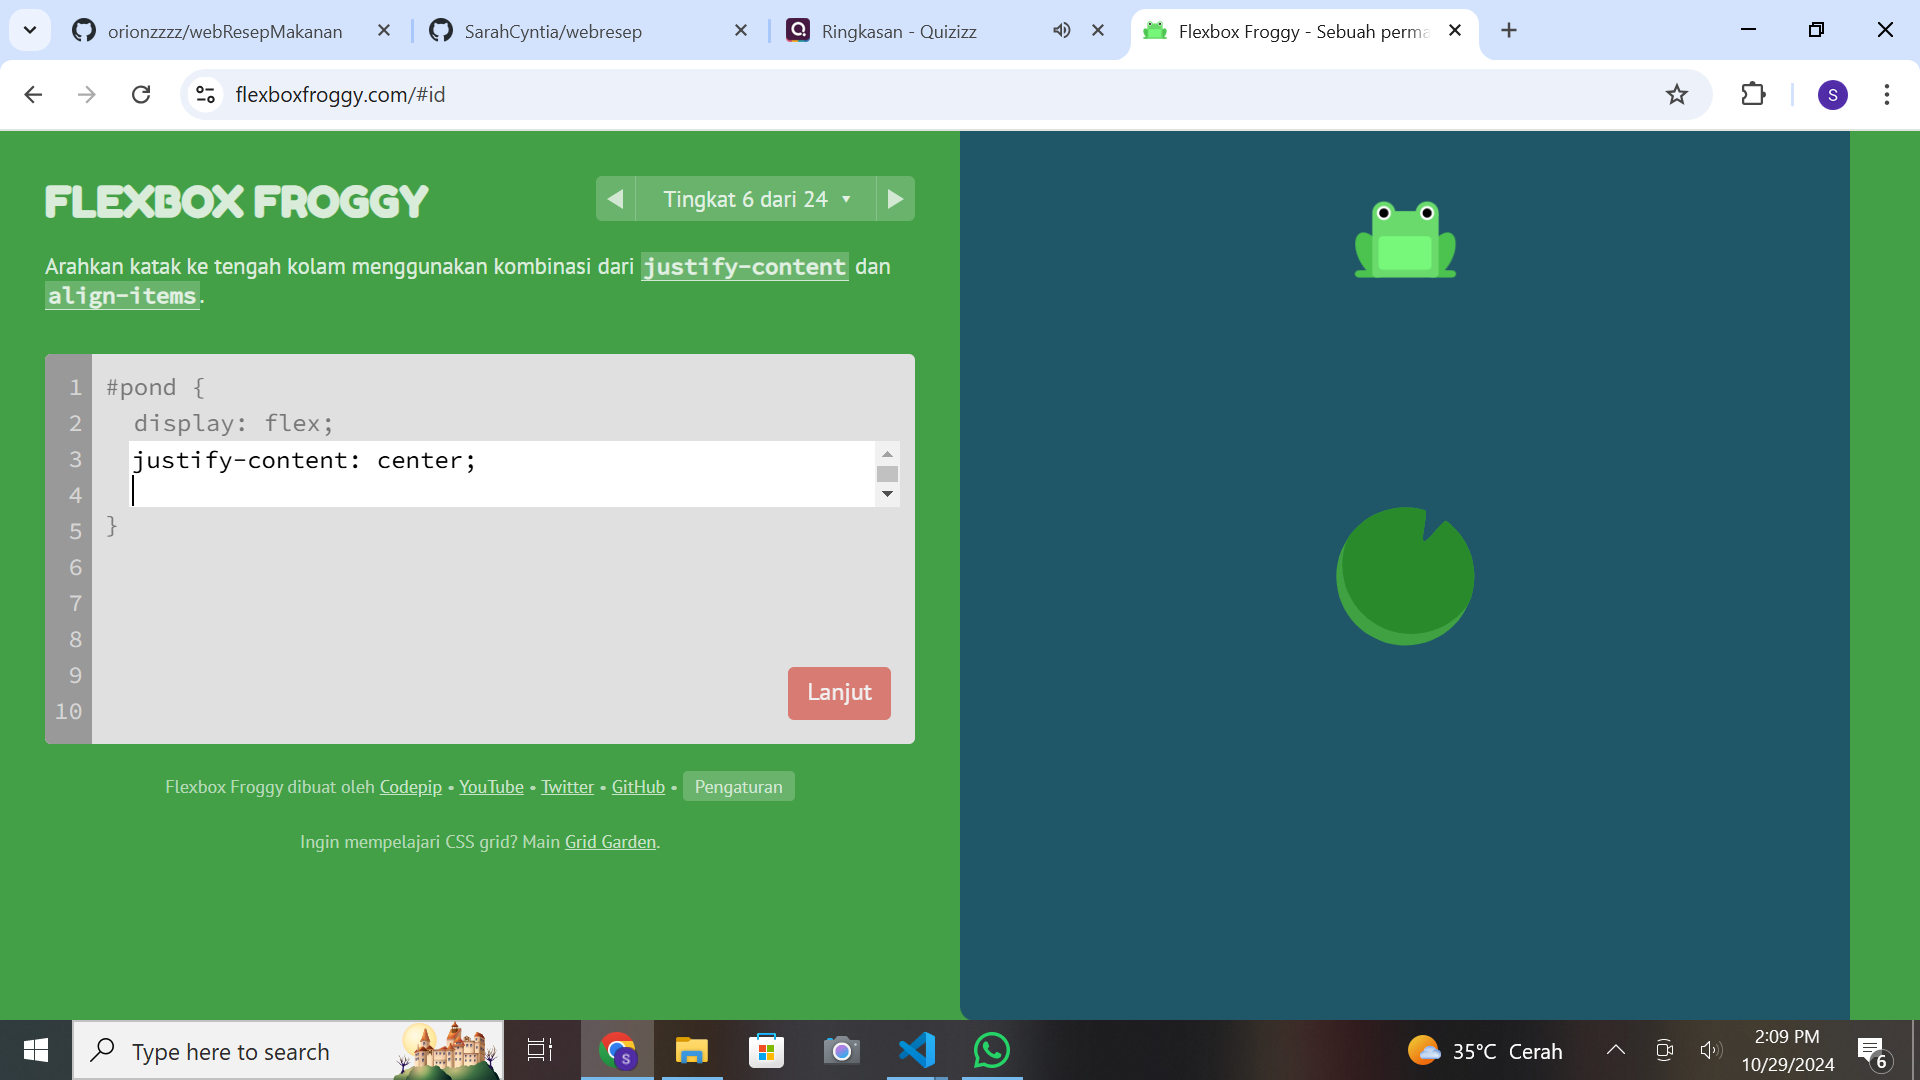 orionzzzz/webResepMakanan
SarahCyntia/webresep
Ringkasan - Quizizz
Flexbox Froggy - Sebuah perma
flexboxfroggy.com/#id
S
FLEXBOX FROGGY
Tingkat 6 dari 24
Arahkan katak ke tengah kolam menggunakan kombinasi dari justify-content dan
align-items.
1 #pond {
2 display: flex;
3 justify-content: center;
4
5 }
6
7
8
9
10
Lanjut
Flexbox Froggy dibuat oleh Codepip • YouTube • Twitter • GitHub • Pengaturan
Ingin mempelajari CSS grid? Main Grid Garden.
Type here to search
S
35°C Cerah
2:09 PM
10/29/2024
6